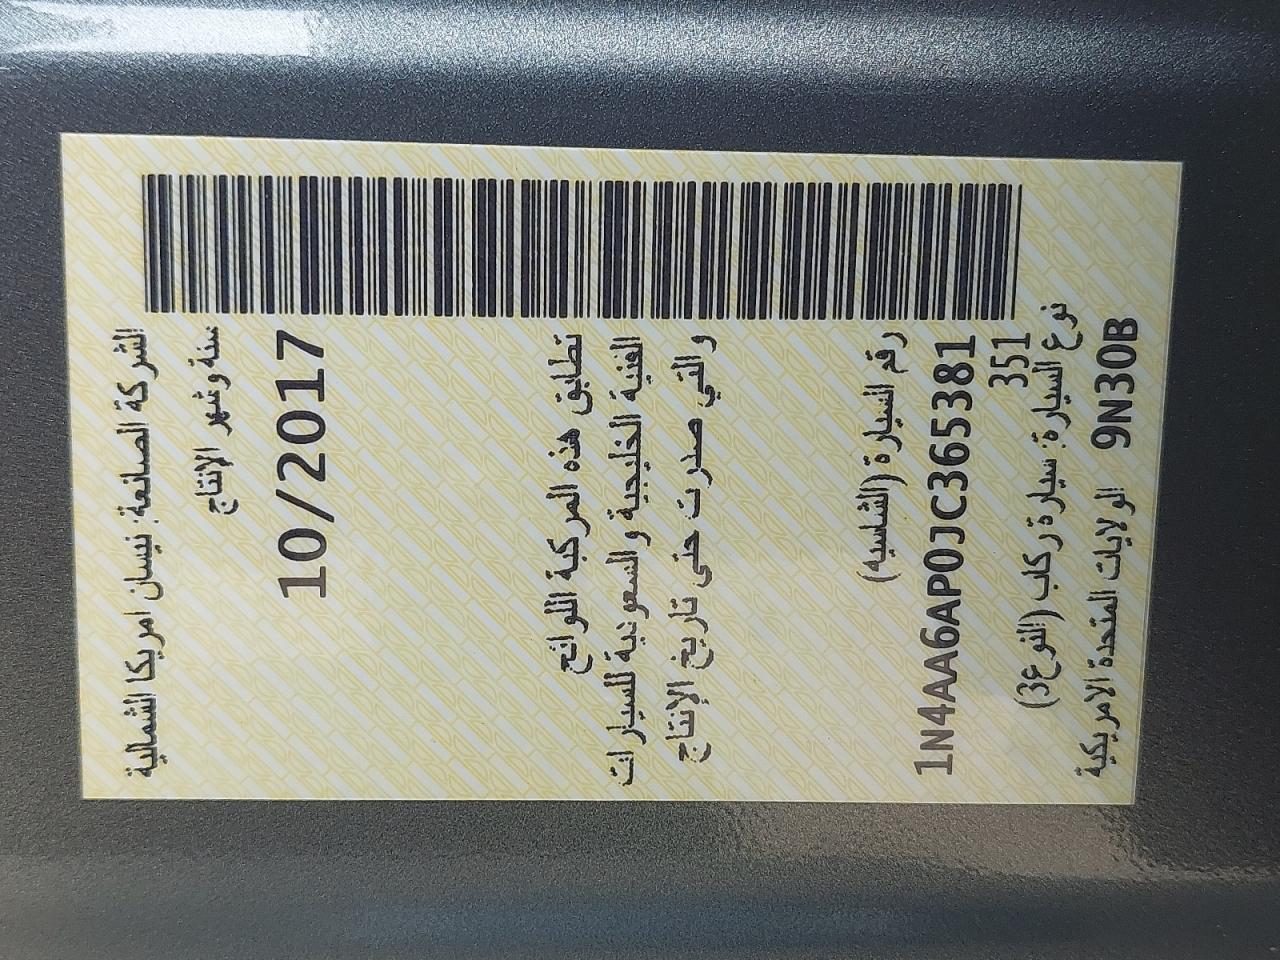 الشركة الصانعة: نيسان امريكا الشمالية
سنة وشهر الإنتاج
10/2017
تطابق هذه المركبة اللوائح
الفنية الخليجية والسعودية للسيارات
والتي صدرت حتى تاريخ الإنتاج
رقم السيارة (الشاسيه)
1N4AA6AP0JC365381
351
نوع السيارة: سيارة ركاب (النوع3)
الولايات المتحدة الامريكية 9N30B